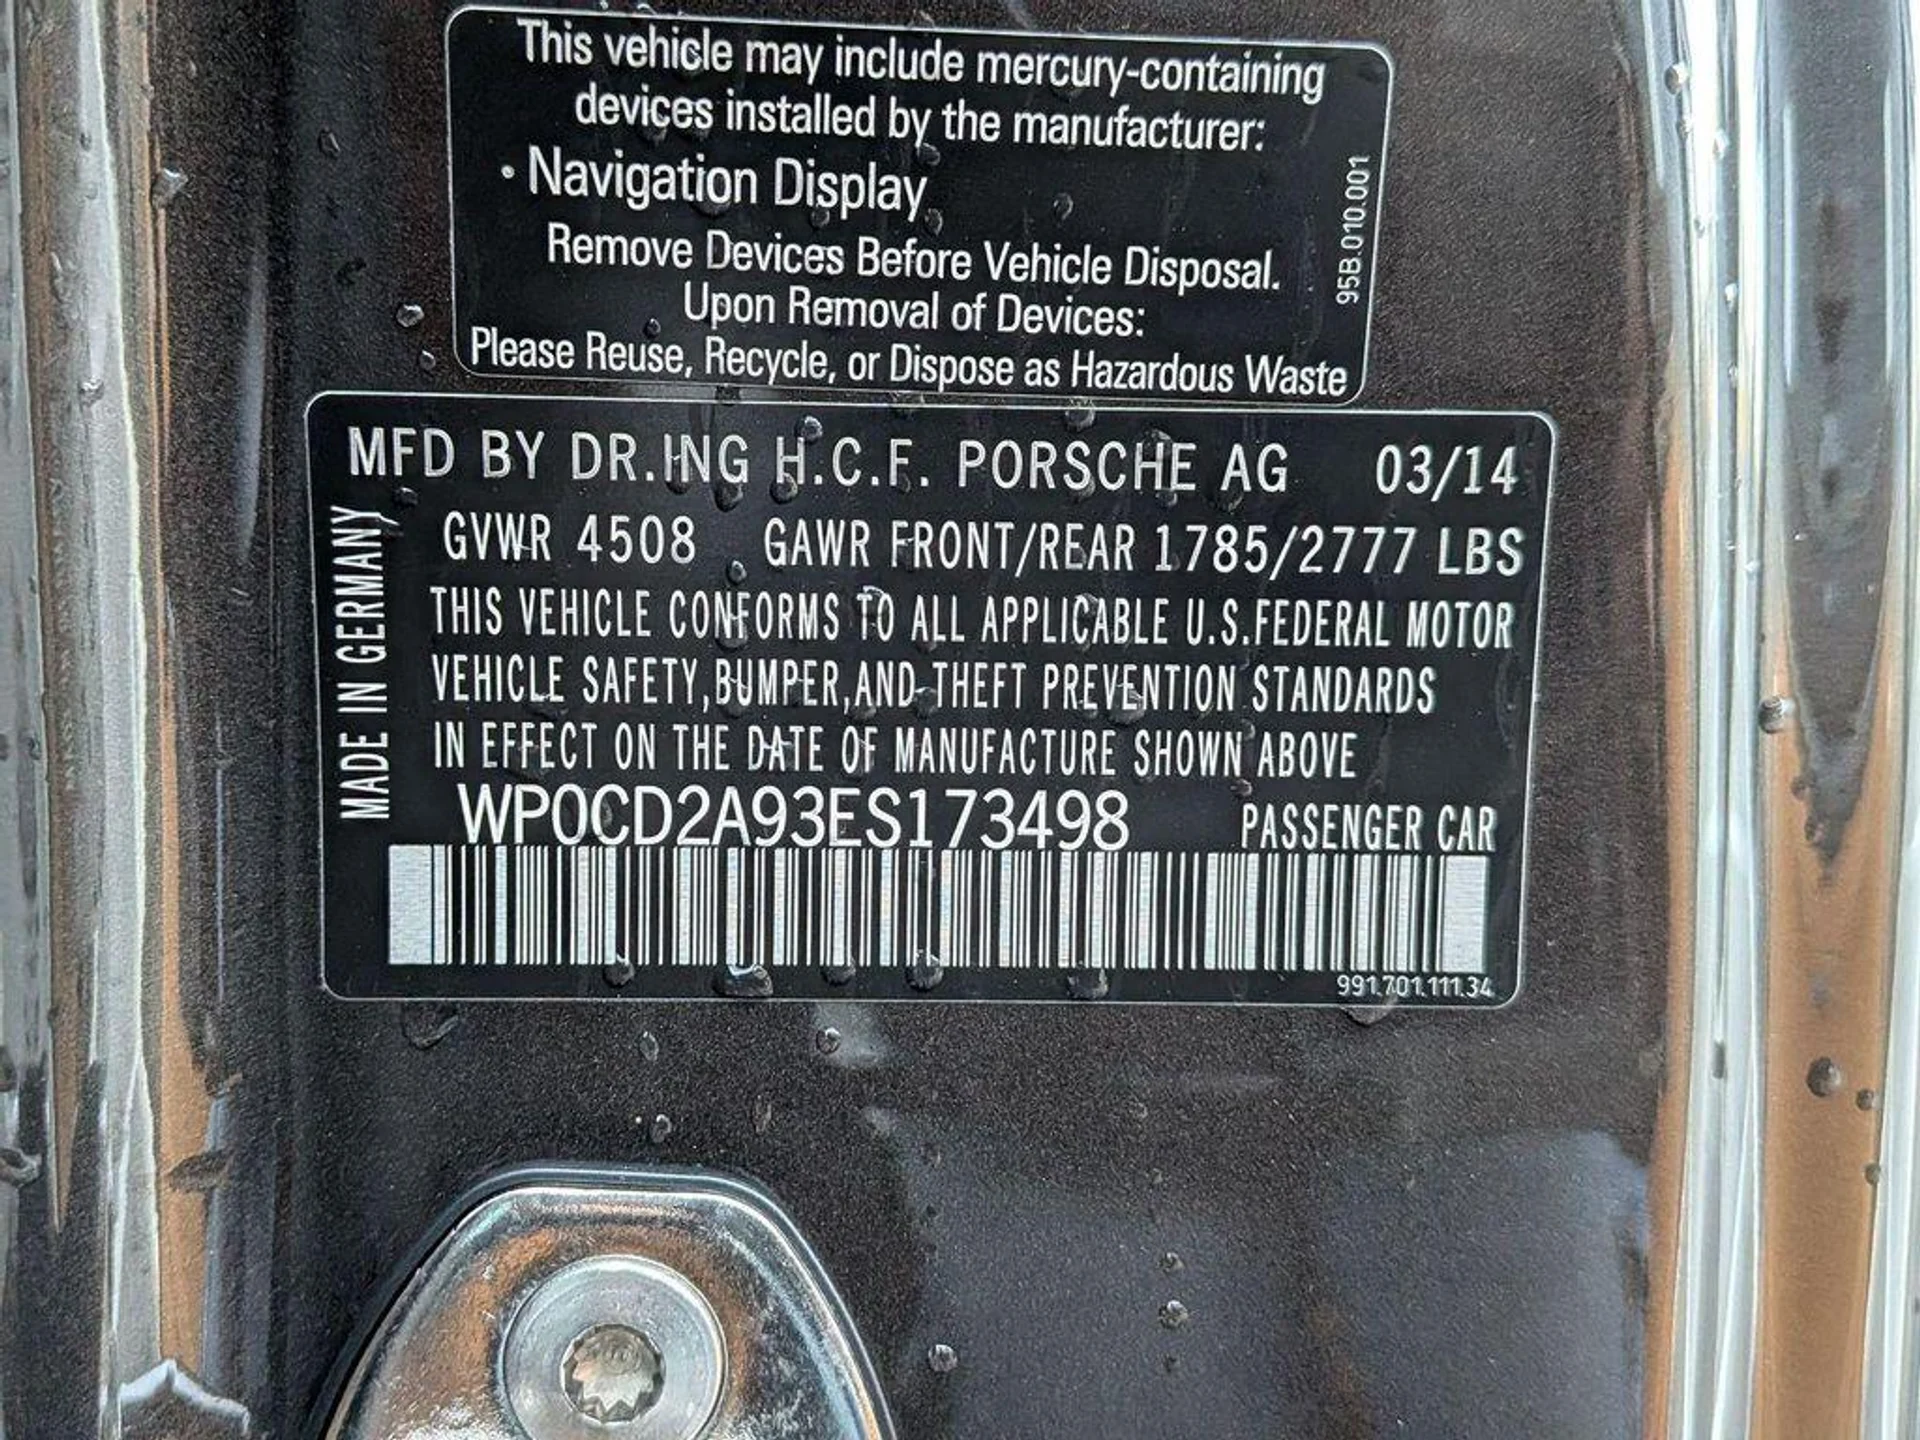 This vehicle may include mercury-containing
devices installed by the manufacturer:
• Navigation Display
Remove Devices Before Vehicle Disposal.
Upon Removal of Devices:
Please Reuse, Recycle, or Dispose as Hazardous Waste
95B.010.001
MFD BY DR.ING H.C.F. PORSCHE AG 03/14
GVWR 4508 GAWR FRONT/REAR 1785/2777 LBS
THIS VEHICLE CONFORMS TO ALL APPLICABLE U.S.FEDERAL MOTOR
VEHICLE SAFETY,BUMPER,AND THEFT PREVENTION STANDARDS
IN EFFECT ON THE DATE OF MANUFACTURE SHOWN ABOVE
WP0CD2A93ES173498 PASSENGER CAR
MADE IN GERMANY
991.701.111.34